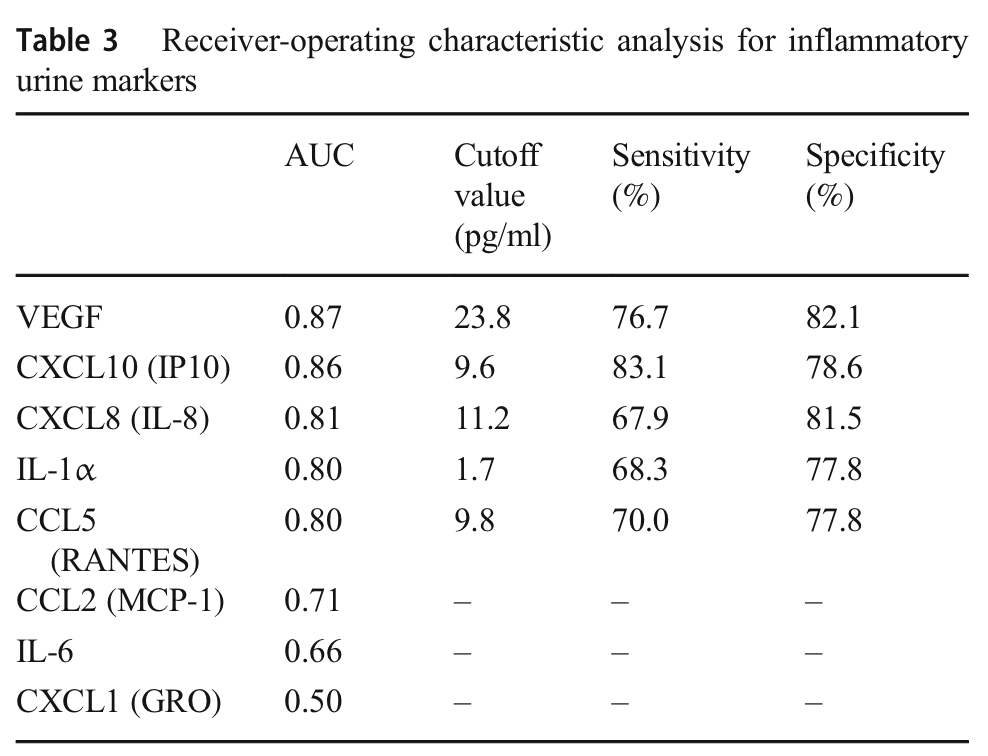 Table 3 Receiver-operating characteristic analysis for inflammatory
urine markers
AUC Cutoff value (pg/ml) Sensitivity (%) Specificity (%)
VEGF 0.87 23.8 76.7 82.1
CXCL10 (IP10) 0.86 9.6 83.1 78.6
CXCL8 (IL-8) 0.81 11.2 67.9 81.5
IL-1α 0.80 1.7 68.3 77.8
CCL5 0.80 9.8 70.0 77.8
(RANTES)
CCL2 (MCP-1) 0.71 – – –
IL-6 0.66 – – –
CXCL1 (GRO) 0.50 – – –